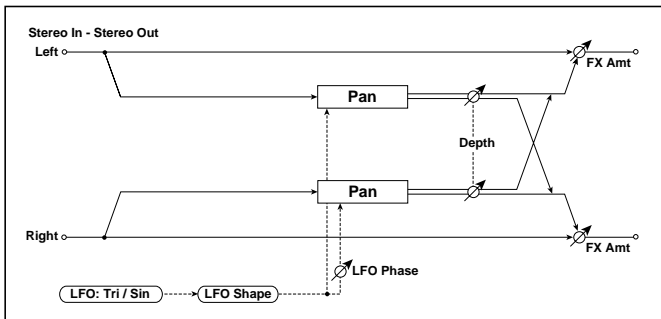 Stereo In - Stereo Out
Left
FX Amt
Pan
Depth
Pan
Right
FX Amt
LFO Phase
LFO: Tri / Sin
LFO Shape